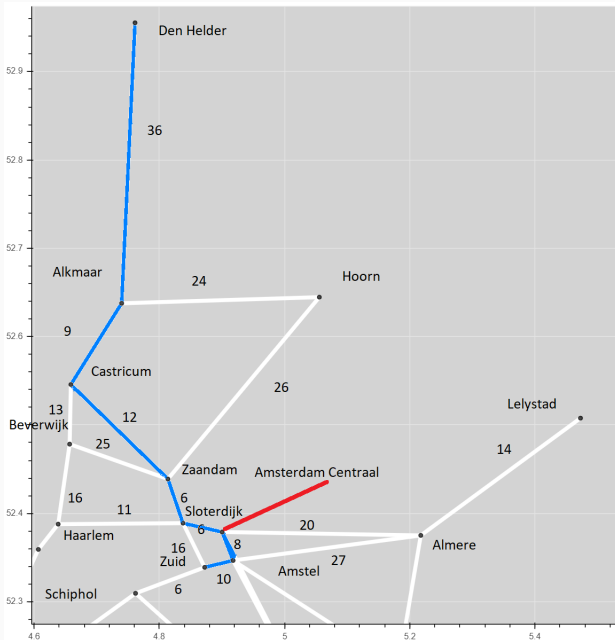 Den Helder
52.9
36
52.8
52.7
Alkmaar
24
Hoorn
9
52.6
Castricum
26
13
12
Lelystad
Beverwijk
52.5
25
14
Zaandam
Amsterdam Centraal
16
6
11
Sloterdijk
52.4
6
20
Haarlem
16
8
Almere
Zuid
27
10
Amstel
Schiphol
6
52.3
4.6
4.8
5
5.2
5.4